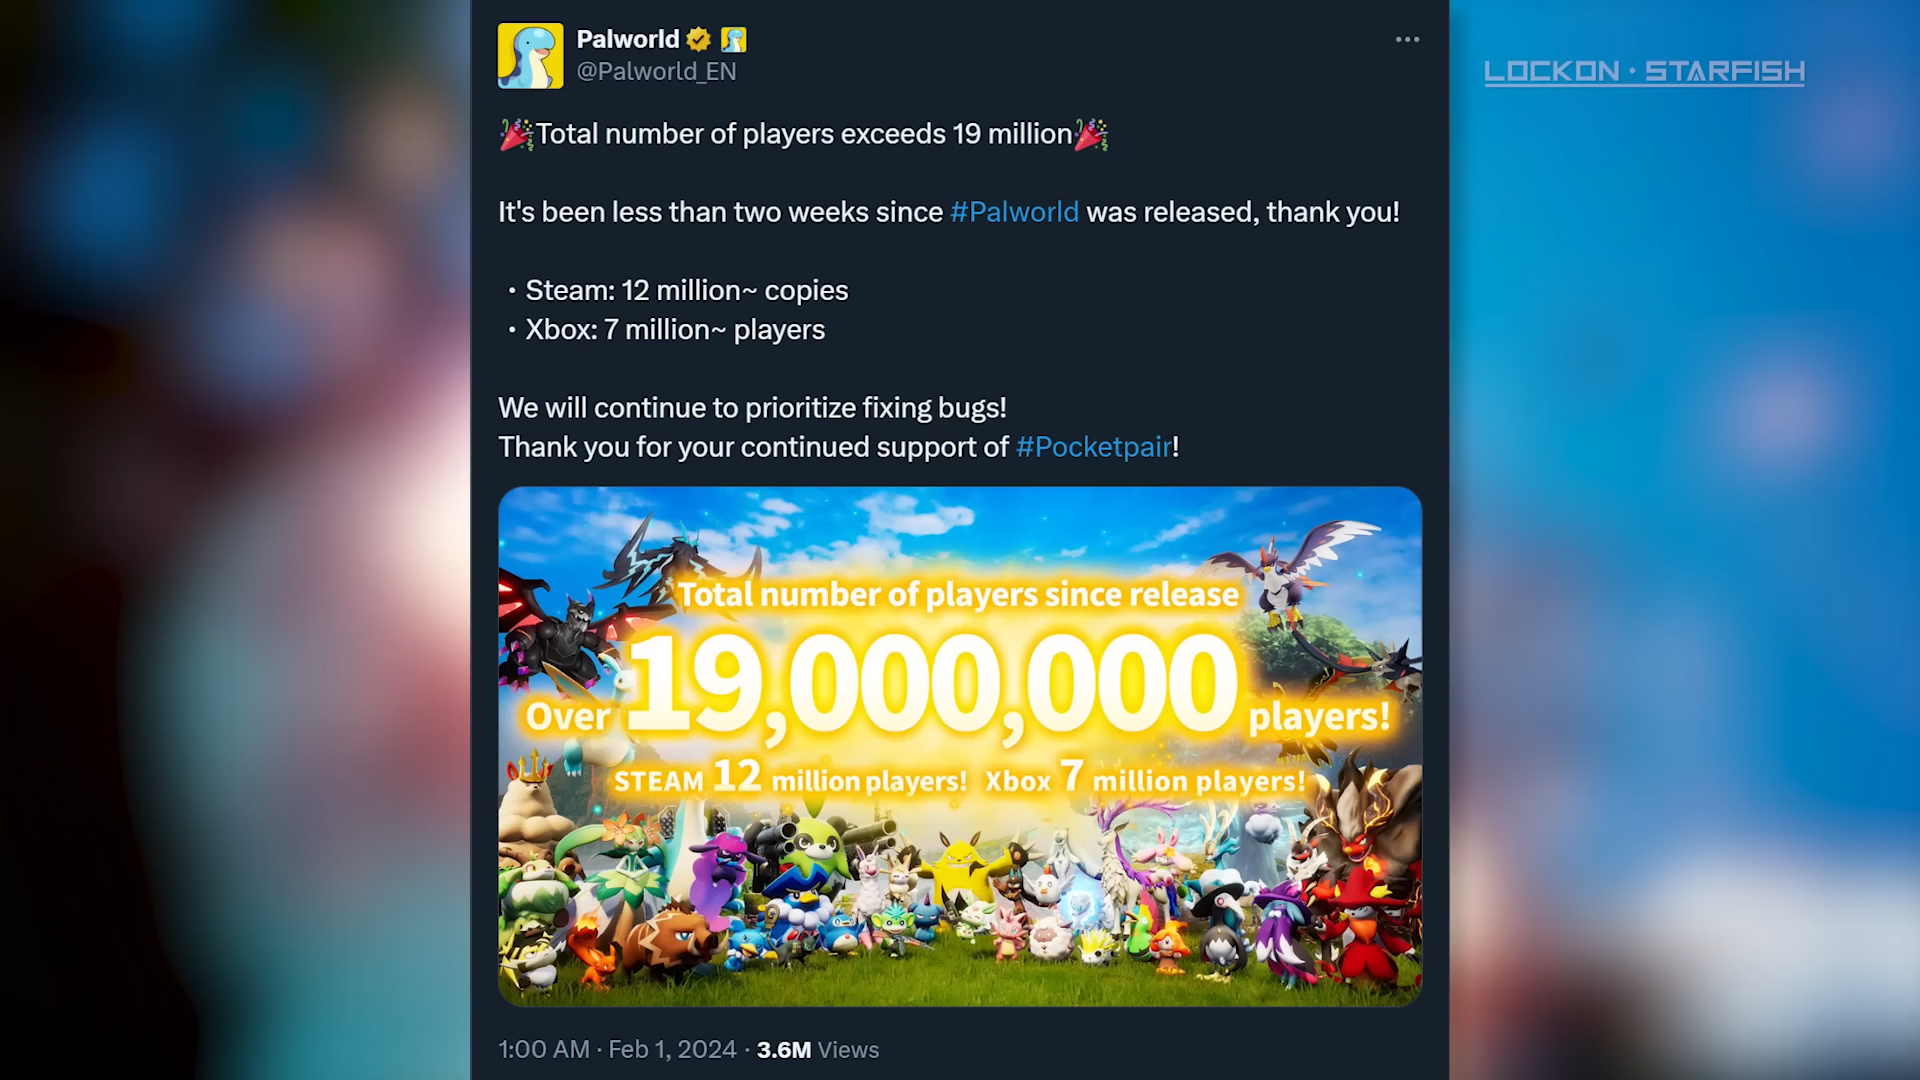 Palworld
@Palworld_EN
LOCKON · STARFISH
🎉Total number of players exceeds 19 million🎉
It's been less than two weeks since #Palworld was released, thank you!
・Steam: 12 million~ copies
・Xbox: 7 million~ players
We will continue to prioritize fixing bugs!
Thank you for your continued support of #Pocketpair!
Total number of players since release
Over 19,000,000 players!
STEAM 12 million players! Xbox 7 million players!
1:00 AM · Feb 1, 2024 · 3.6M Views